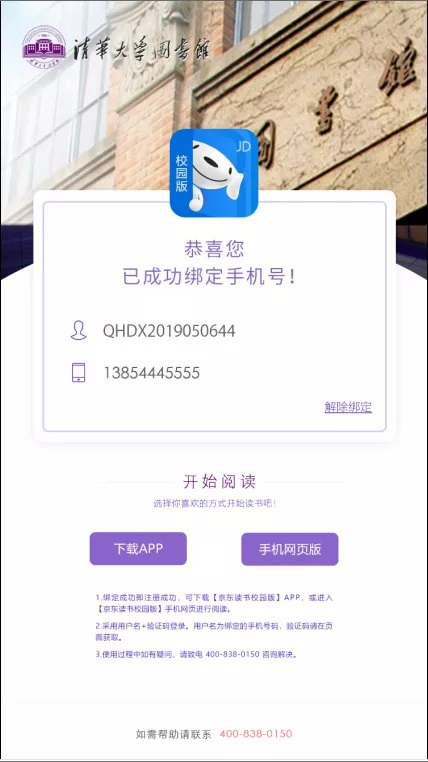 清華大学圖書館
圖書館
校园版
JD
恭喜您
已成功绑定手机号！
QHDX2019050644
13854445555
解除绑定
开始阅读
选择你喜欢的方式开始读书吧！
下载APP
手机网页版
1.绑定成功即注册成功，可下载【京东读书校园版】APP，或进入
【京东读书校园版】手机网页进行阅读。
2.采用用户名+验证码登录。用户名为绑定的手机号码，验证码请在页
面获取。
3.使用过程中如有疑问，请致电 400-838-0150 咨询解决。
如需帮助请联系 400-838-0150